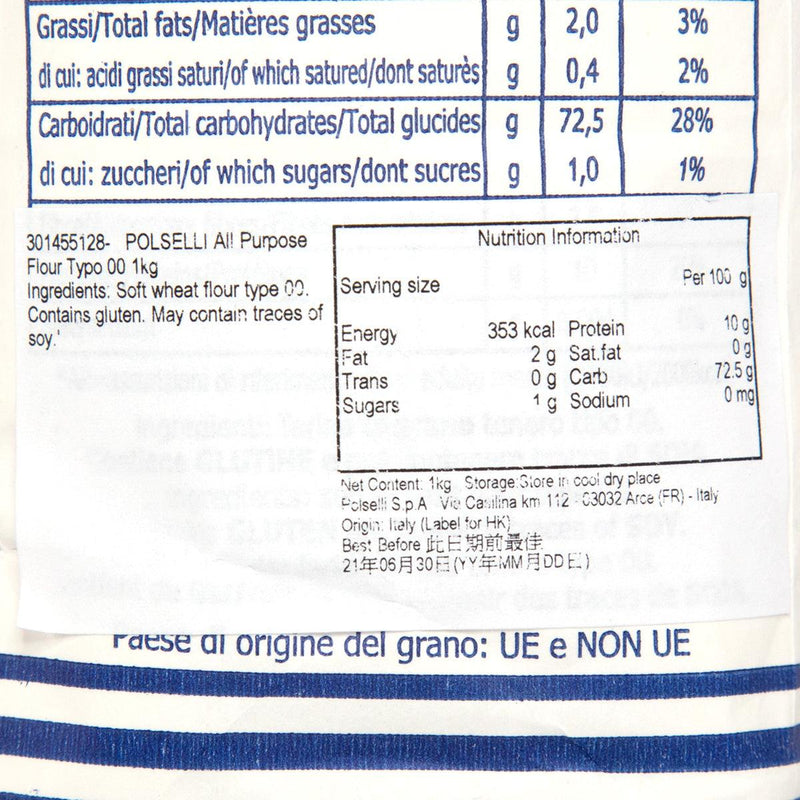 Grassi/Total fats/Matières grasses g 2,0 3%
di cui: acidi grassi saturi/of which satured/dont saturès g 0,4 2%
Carboidrati/Total carbohydrates/Total glucides g 72,5 28%
di cui: zuccheri/of which sugars/dont sucres g 1,0 1%
301455128- POLSELLI All Purpose
Flour Typo 00 1kg
Ingredients: Soft wheat flour type 00.
Contains gluten. May contain traces of
soy.'
Nutrition Information
Serving size Per 100 g
Energy 353 kcal Protein 10 g
Fat 2 g Sat.fat 0 g
Trans 0 g Carb 72.5 g
Sugars 1 g Sodium 0 mg
Net Content: 1kg Storage:Store in cool dry place
Polselli S.p.A Via Casilina km 112 03032 Arce (FR) - Italy
Origin: Italy (Label for HK)
Best Before 此日期前最佳
21年06月30日(YY年MM月DD日)
Paese di origine del grano: UE e NON UE